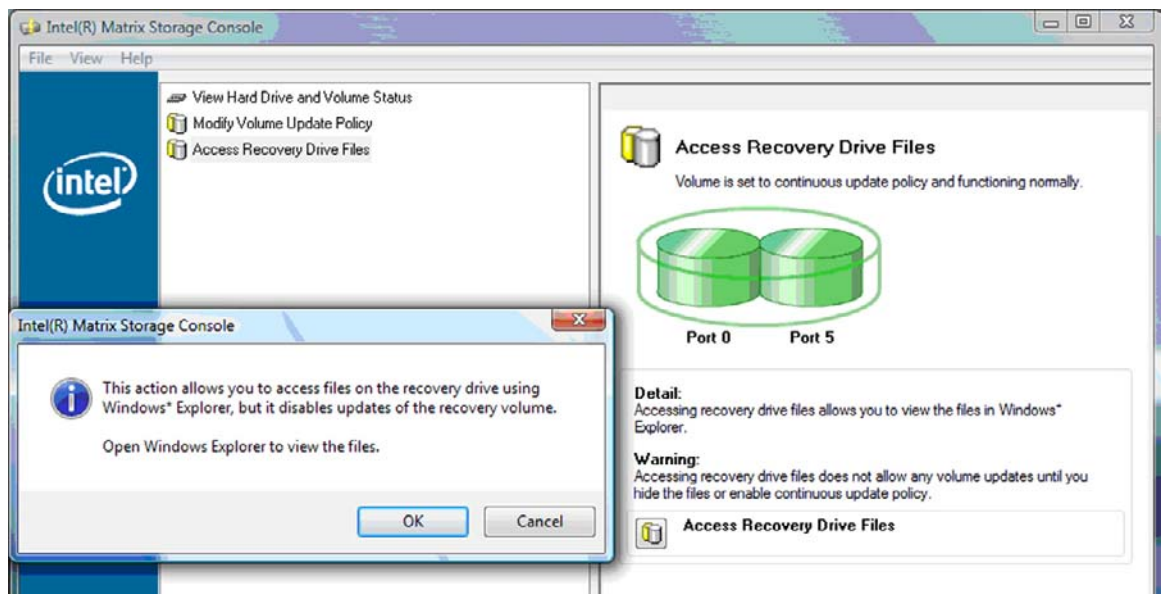 Intel(R) Matrix Storage Console
File View Help
View Hard Drive and Volume Status
Modify Volume Update Policy
Access Recovery Drive Files
intel
Access Recovery Drive Files
Volume is set to continuous update policy and functioning normally.
Port 0 Port 5
Detail:
Accessing recovery drive files allows you to view the files in Windows*
Explorer.
Warning:
Accessing recovery drive files does not allow any volume updates until you
hide the files or enable continuous update policy.
Access Recovery Drive Files
Intel(R) Matrix Storage Console
This action allows you to access files on the recovery drive using
Windows* Explorer, but it disables updates of the recovery volume.
Open Windows Explorer to view the files.
OK Cancel